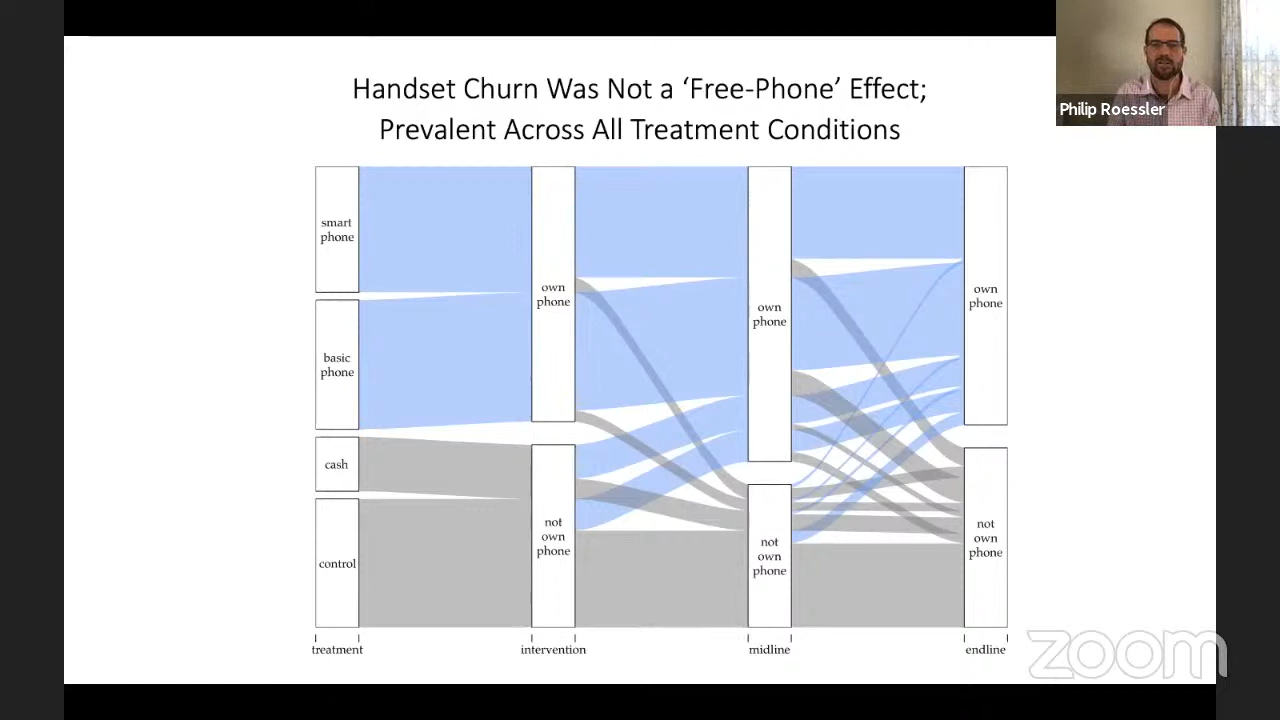 Handset Churn Was Not a ‘Free-Phone’ Effect;
Prevalent Across All Treatment Conditions
Philip Roessler
smart
phone
basic
phone
cash
control
own
phone
not
own
phone
own
phone
not
own
phone
own
phone
not
own
phone
treatment
intervention
midline
endline
zoom